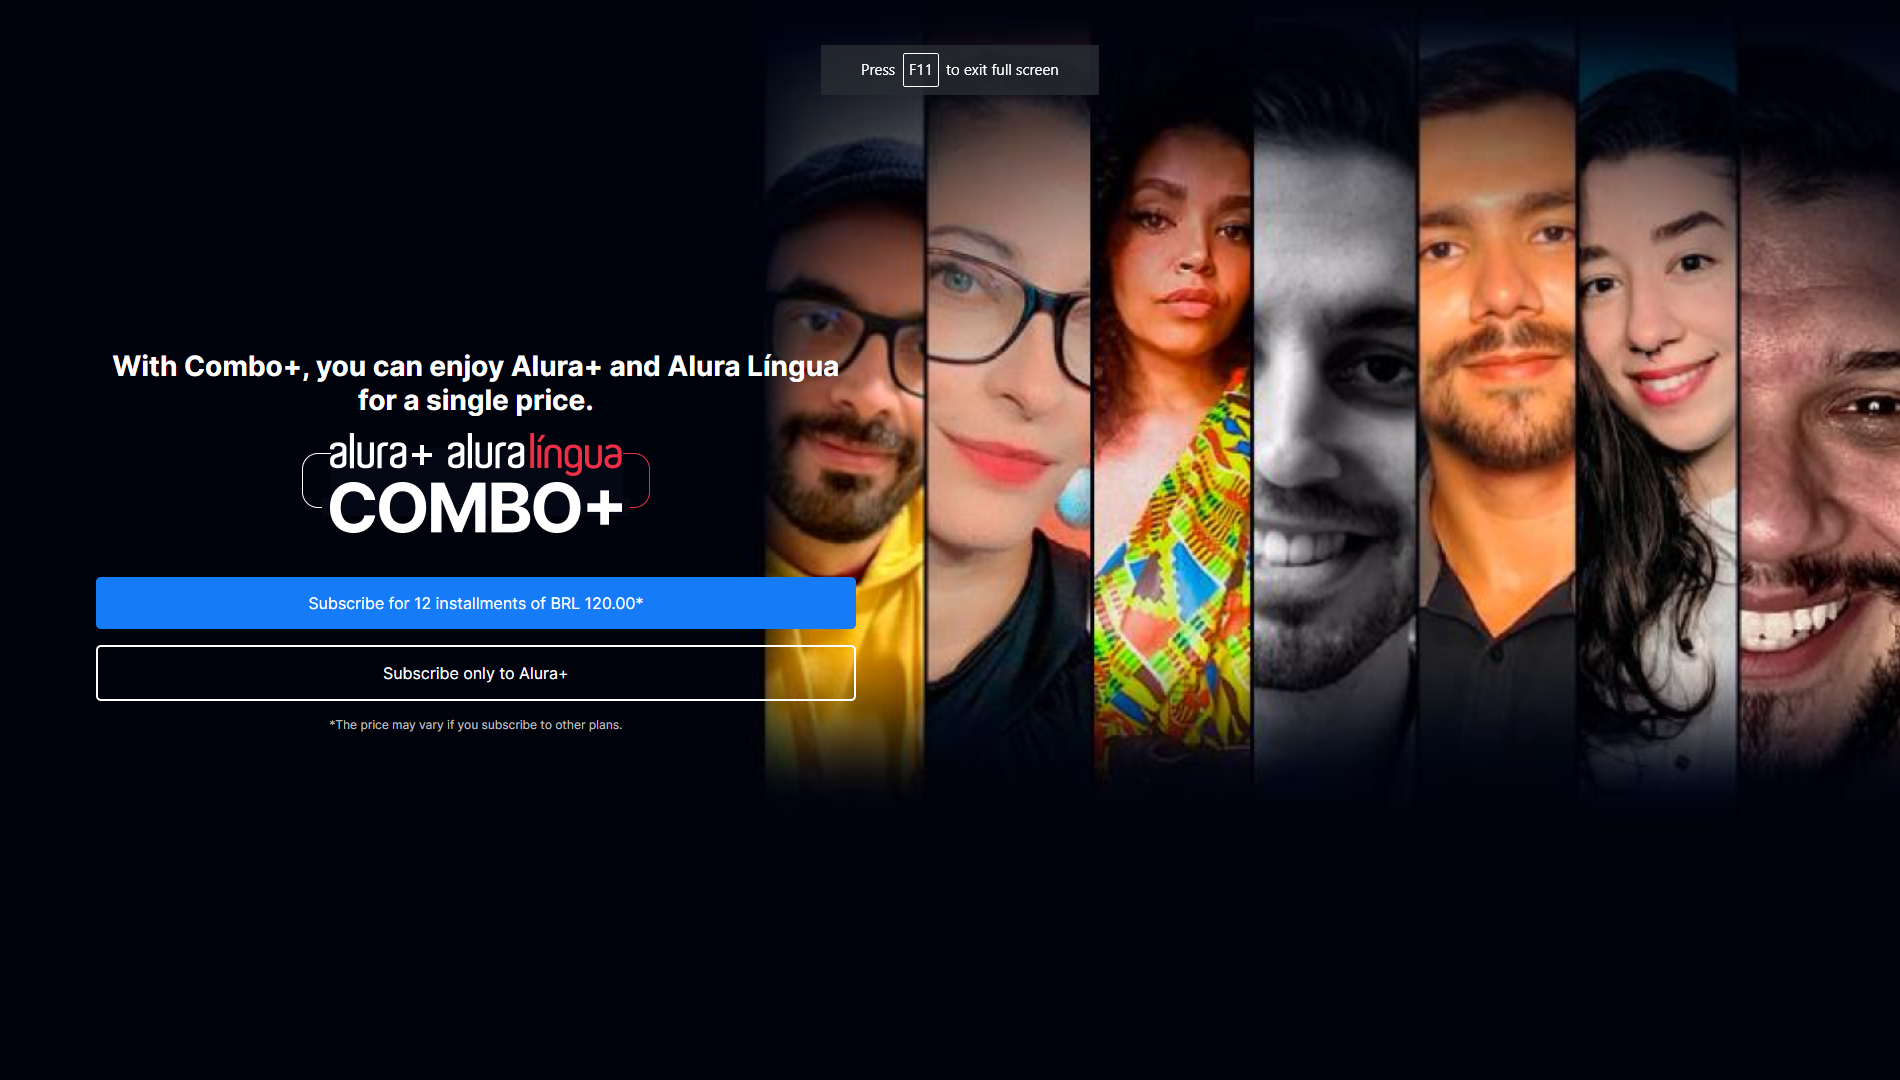 Press F11 to exit full screen
With Combo+, you can enjoy Alura+ and Alura Língua
for a single price.
alura+ aluralíngua
COMBO+
Subscribe for 12 installments of BRL 120.00*
Subscribe only to Alura+
*The price may vary if you subscribe to other plans.